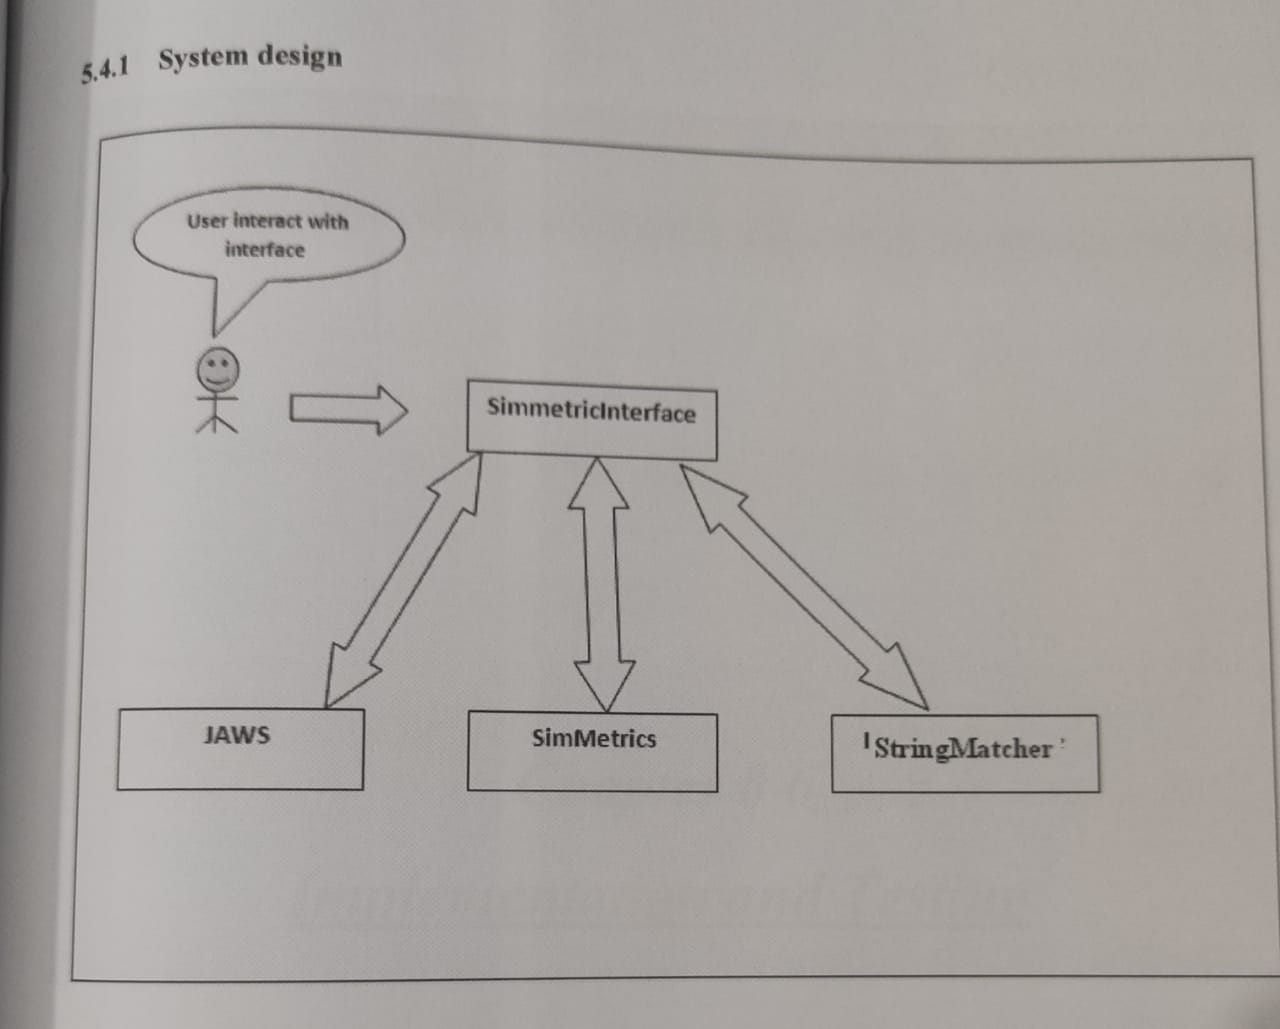 5.4.1 System design
User interact with
interface
SimmetricInterface
JAWS
SimMetrics
StringMatcher